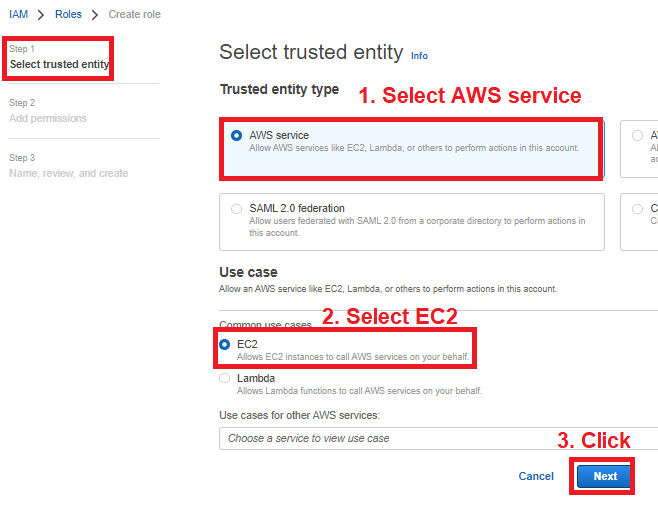 IAM > Roles > Create role
Step 1
Select trusted entity
Step 2
Add permissions
Step 3
Name, review, and create
Select trusted entity Info
Trusted entity type
1. Select AWS service
AWS service
Allow AWS services like EC2, Lambda, or others to perform actions in this account.
SAML 2.0 federation
Allow users federated with SAML 2.0 from a corporate directory to perform actions in
this account.
Use case
Allow an AWS service like EC2, Lambda, or others to perform actions in this account.
2. Select EC2
Common use cases
EC2
Allows EC2 instances to call AWS services on your behalf.
Lambda
Allows Lambda functions to call AWS services on your behalf.
Use cases for other AWS services:
Choose a service to view use case
3. Click
Cancel
Next